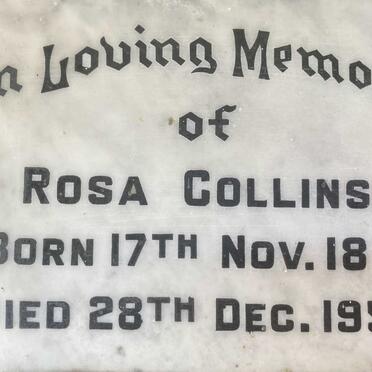 n Loving Memo
of
Rosa Collins
Born 17th Nov. 18
ied 28th Dec. 19